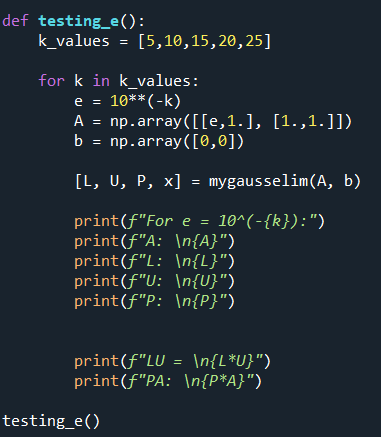 def testing_e():
    k_values = [5,10,15,20,25]

    for k in k_values:
        e = 10**(-k)
        A = np.array([[e,1.], [1.,1.]])
        b = np.array([0,0])

        [L, U, P, x] = mygausselim(A, b)

        print(f"For e = 10^(-{k}):")
        print(f"A: \n{A}")
        print(f"L: \n{L}")
        print(f"U: \n{U}")
        print(f"P: \n{P}")


        print(f"LU = \n{L*U}")
        print(f"PA: \n{P*A}")

testing_e()